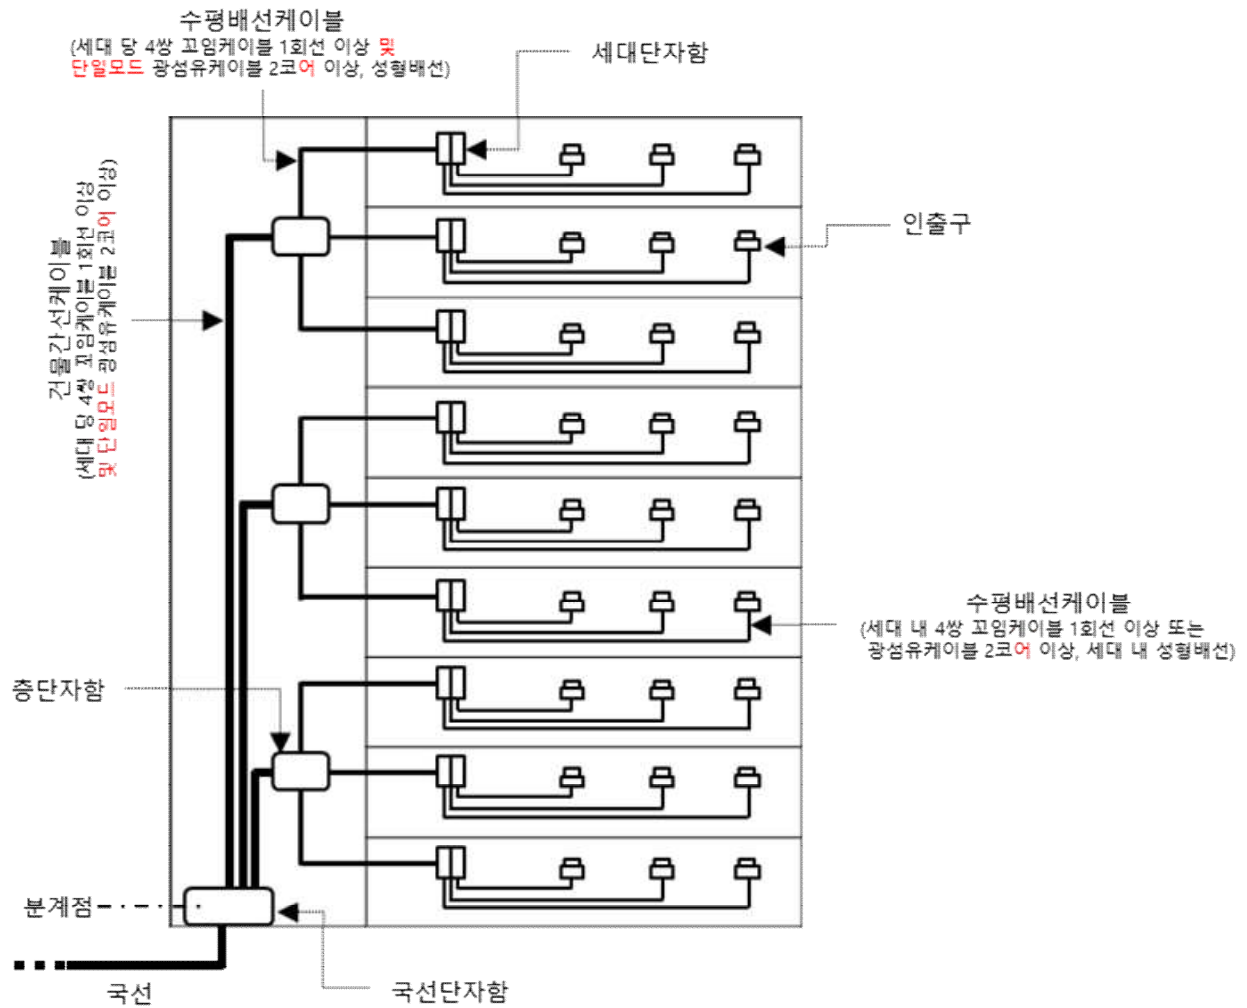 수평배선케이블
(세대 당 4쌍 꼬임케이블 1회선 이상 및
단일모드 광섬유케이블 2코어 이상, 성형배선)
세대단자함
인출구
건물간선케이블
(세대 당 4쌍 꼬임케이블 1회선 이상
및 단일모드 광섬유케이블 2코어 이상)
수평배선케이블
(세대 내 4쌍 꼬임케이블 1회선 이상 또는
광섬유케이블 2코어 이상, 세대 내 성형배선)
층단자함
분계점
국선
국선단자함